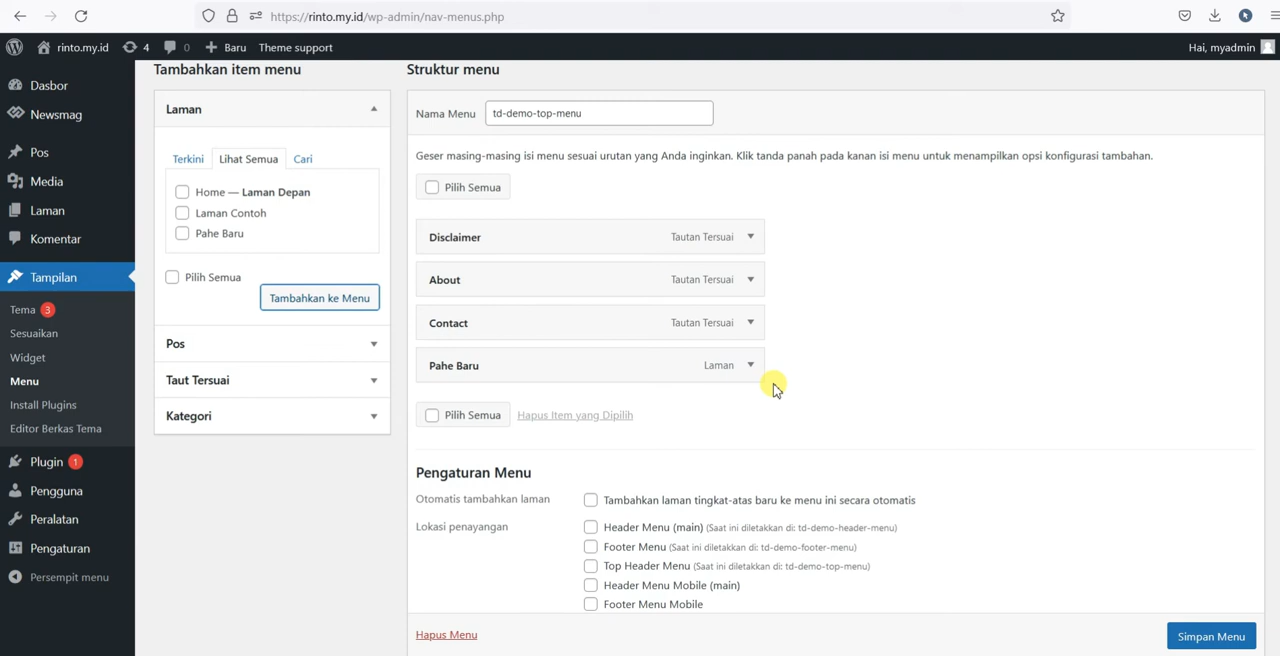 https://rinto.my.id/wp-admin/nav-menus.php
rinto.my.id 4 0 Baru Theme support Hai, myadmin
Dasbor
Newsmag
Pos
Media
Laman
Komentar
Tampilan
Tema 3
Sesuaikan
Widget
Menu
Install Plugins
Editor Berkas Tema
Plugin 1
Pengguna
Peralatan
Pengaturan
Persempit menu
Tambahkan item menu
Laman
Terkini Lihat Semua Cari
Home — Laman Depan
Laman Contoh
Pahe Baru
Pilih Semua
Tambahkan ke Menu
Pos
Taut Tersuai
Kategori
Struktur menu
Nama Menu td-demo-top-menu
Geser masing-masing isi menu sesuai urutan yang Anda inginkan. Klik tanda panah pada kanan isi menu untuk menampilkan opsi konfigurasi tambahan.
Pilih Semua
Disclaimer Tautan Tersuai
About Tautan Tersuai
Contact Tautan Tersuai
Pahe Baru Laman
Pilih Semua Hapus Item yang Dipilih
Pengaturan Menu
Otomatis tambahkan laman Tambahkan laman tingkat-atas baru ke menu ini secara otomatis
Lokasi penayangan Header Menu (main) (Saat ini diletakkan di: td-demo-header-menu)
Footer Menu (Saat ini diletakkan di: td-demo-footer-menu)
Top Header Menu (Saat ini diletakkan di: td-demo-top-menu)
Header Menu Mobile (main)
Footer Menu Mobile
Hapus Menu Simpan Menu